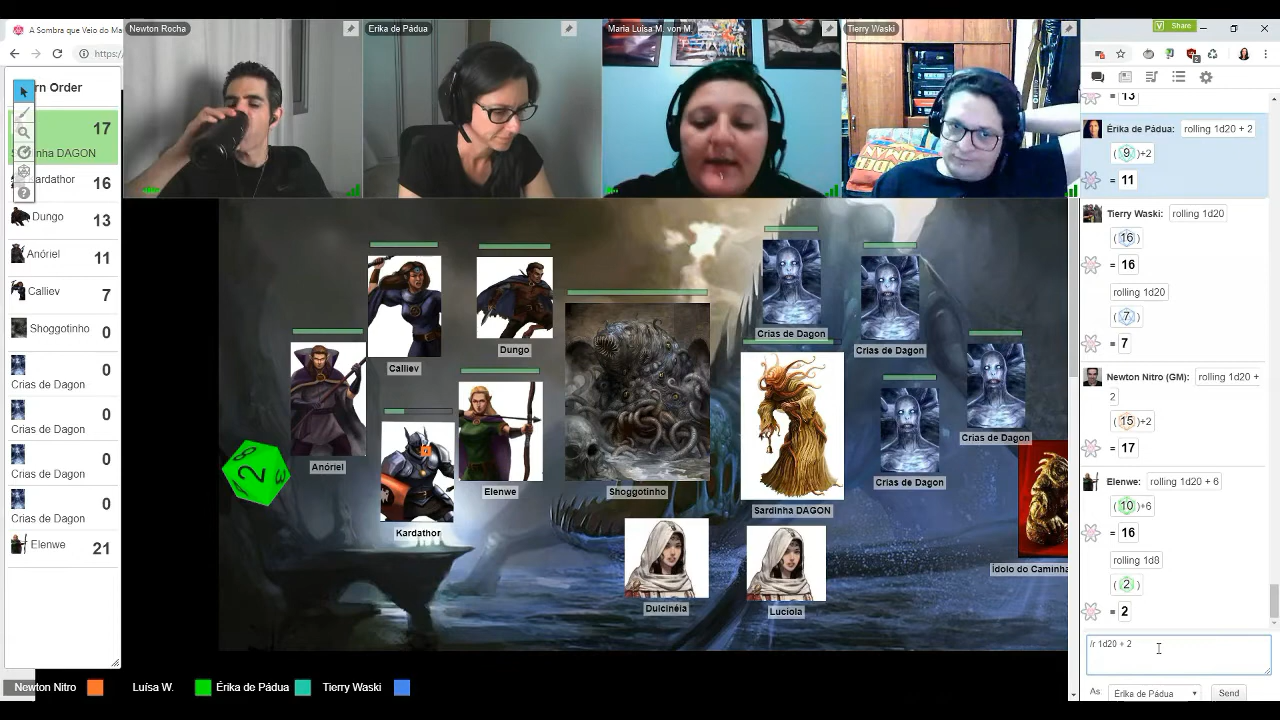 A Sombra que Veio do Ma
https:
Newton Rocha
Erika de Pádua
Maria Luísa M. von M.
Tierry Waski
Share
rn Order
17
nha DAGON
ardathor
16
Dungo
13
Anóriel
11
Calliev
7
Shoggotinho
0
Crias de Dagon
0
Crias de Dagon
0
Crias de Dagon
0
Crias de Dagon
0
Elenwe
21
Calliev
Dungo
Anóriel
Kardathor
Elenwe
Shoggotinho
Crias de Dagon
Crias de Dagon
Crias de Dagon
Crias de Dagon
Sardinha DAGON
Dulcinéia
Lucíola
Ídolo do Caminha
8
2
3
= 13
Érika de Pádua: rolling 1d20 + 2
(9)+2
= 11
Tierry Waski: rolling 1d20
(16)
= 16
rolling 1d20
(7)
= 7
Newton Nitro (GM): rolling 1d20 +
2
(15)+2
= 17
Elenwe: rolling 1d20 + 6
(10)+6
= 16
rolling 1d8
(2)
= 2
/r 1d20 + 2
As Érika de Pádua Send
Newton Nitro Luísa W. Érika de Pádua Tierry Waski